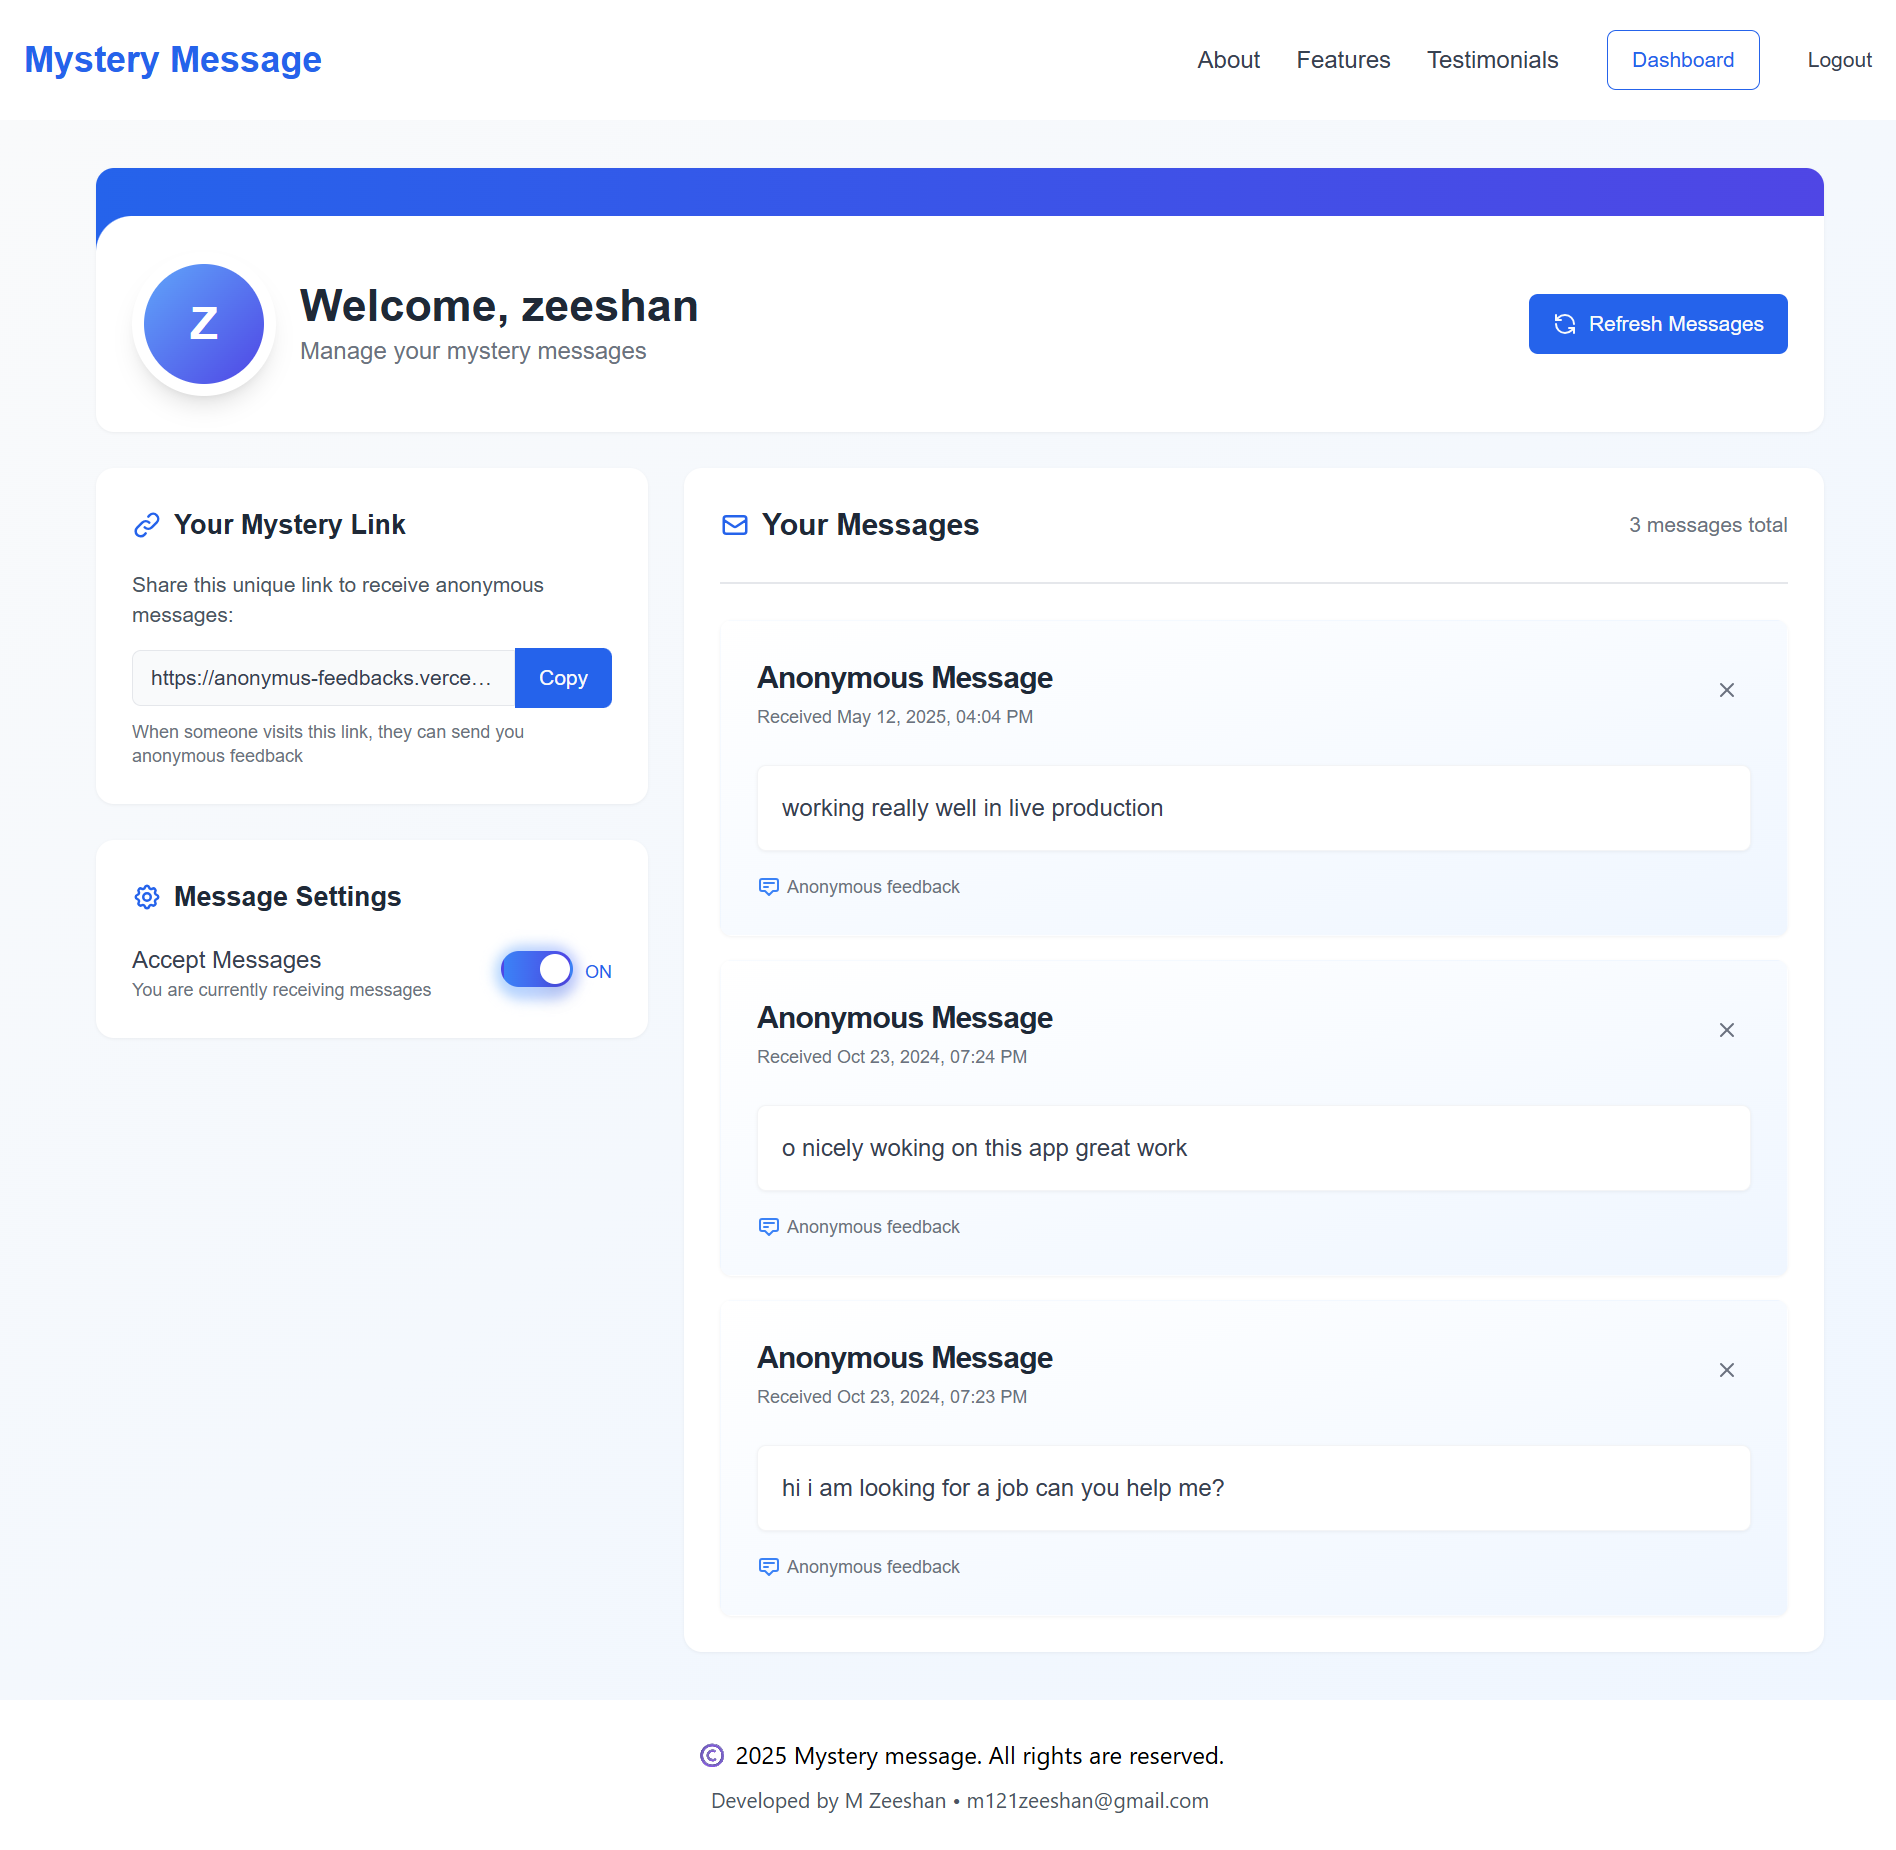 Mystery Message
About Features Testimonials Dashboard Logout
Z
Welcome, zeeshan
Manage your mystery messages
Refresh Messages
Your Mystery Link
Share this unique link to receive anonymous
messages:
https://anonymus-feedbacks.verce… Copy
When someone visits this link, they can send you
anonymous feedback
Message Settings
Accept Messages
You are currently receiving messages
ON
Your Messages
3 messages total
Anonymous Message
Received May 12, 2025, 04:04 PM
working really well in live production
Anonymous feedback
Anonymous Message
Received Oct 23, 2024, 07:24 PM
o nicely woking on this app great work
Anonymous feedback
Anonymous Message
Received Oct 23, 2024, 07:23 PM
hi i am looking for a job can you help me?
Anonymous feedback
© 2025 Mystery message. All rights are reserved.
Developed by M Zeeshan • m121zeeshan@gmail.com